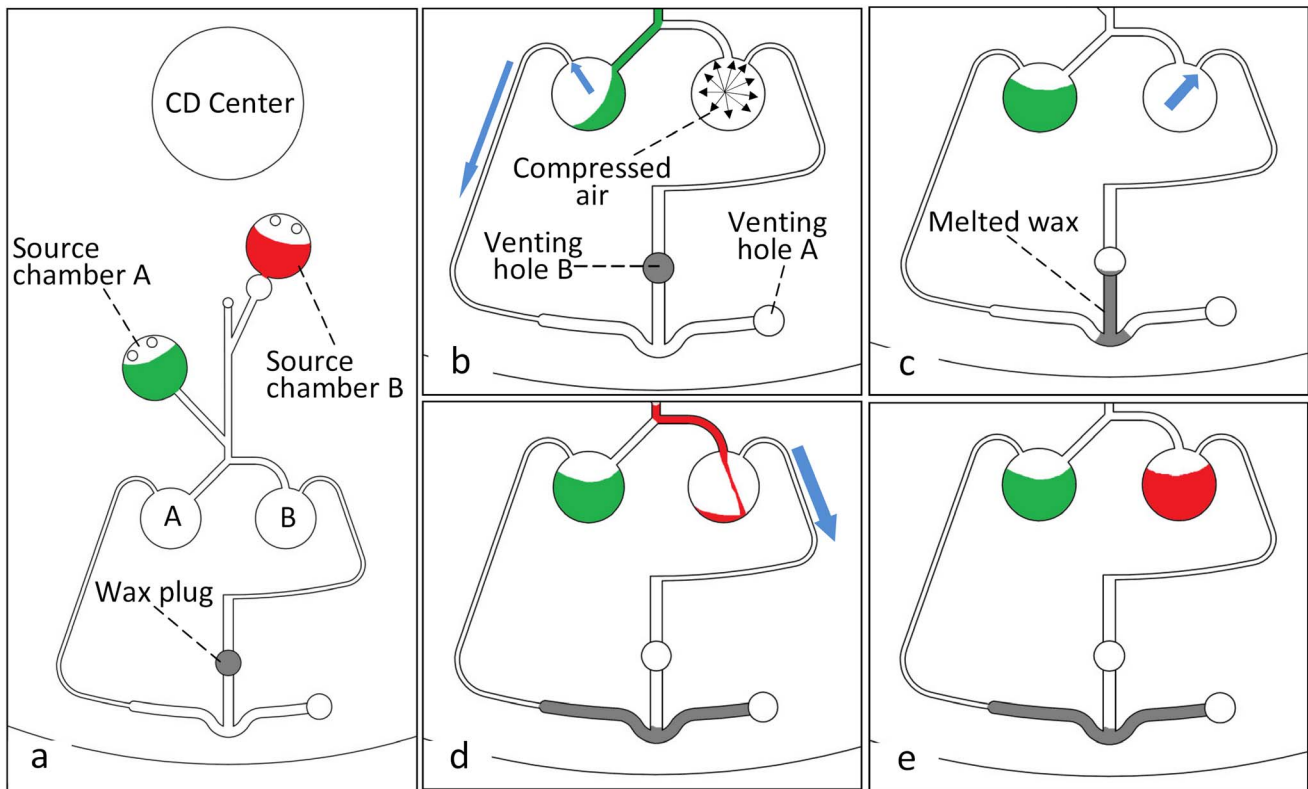 CD Center
Source
chamber A
Source
chamber B
A
B
Wax plug
a
Compressed
air
Venting
hole B
Venting
hole A
b
Melted wax
c
d
e